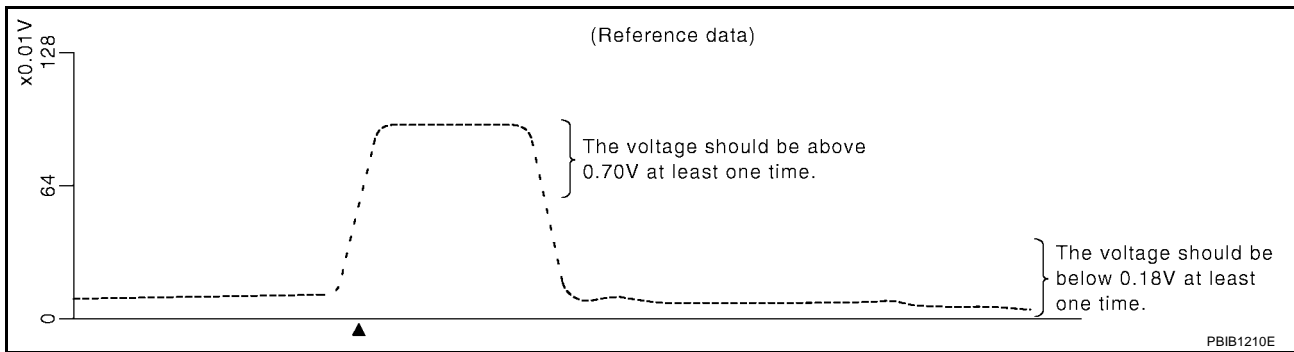 (Reference data)
x0.01V
128
64
0
The voltage should be above
0.70V at least one time.
The voltage should be
below 0.18V at least
one time.
PBIB1210E